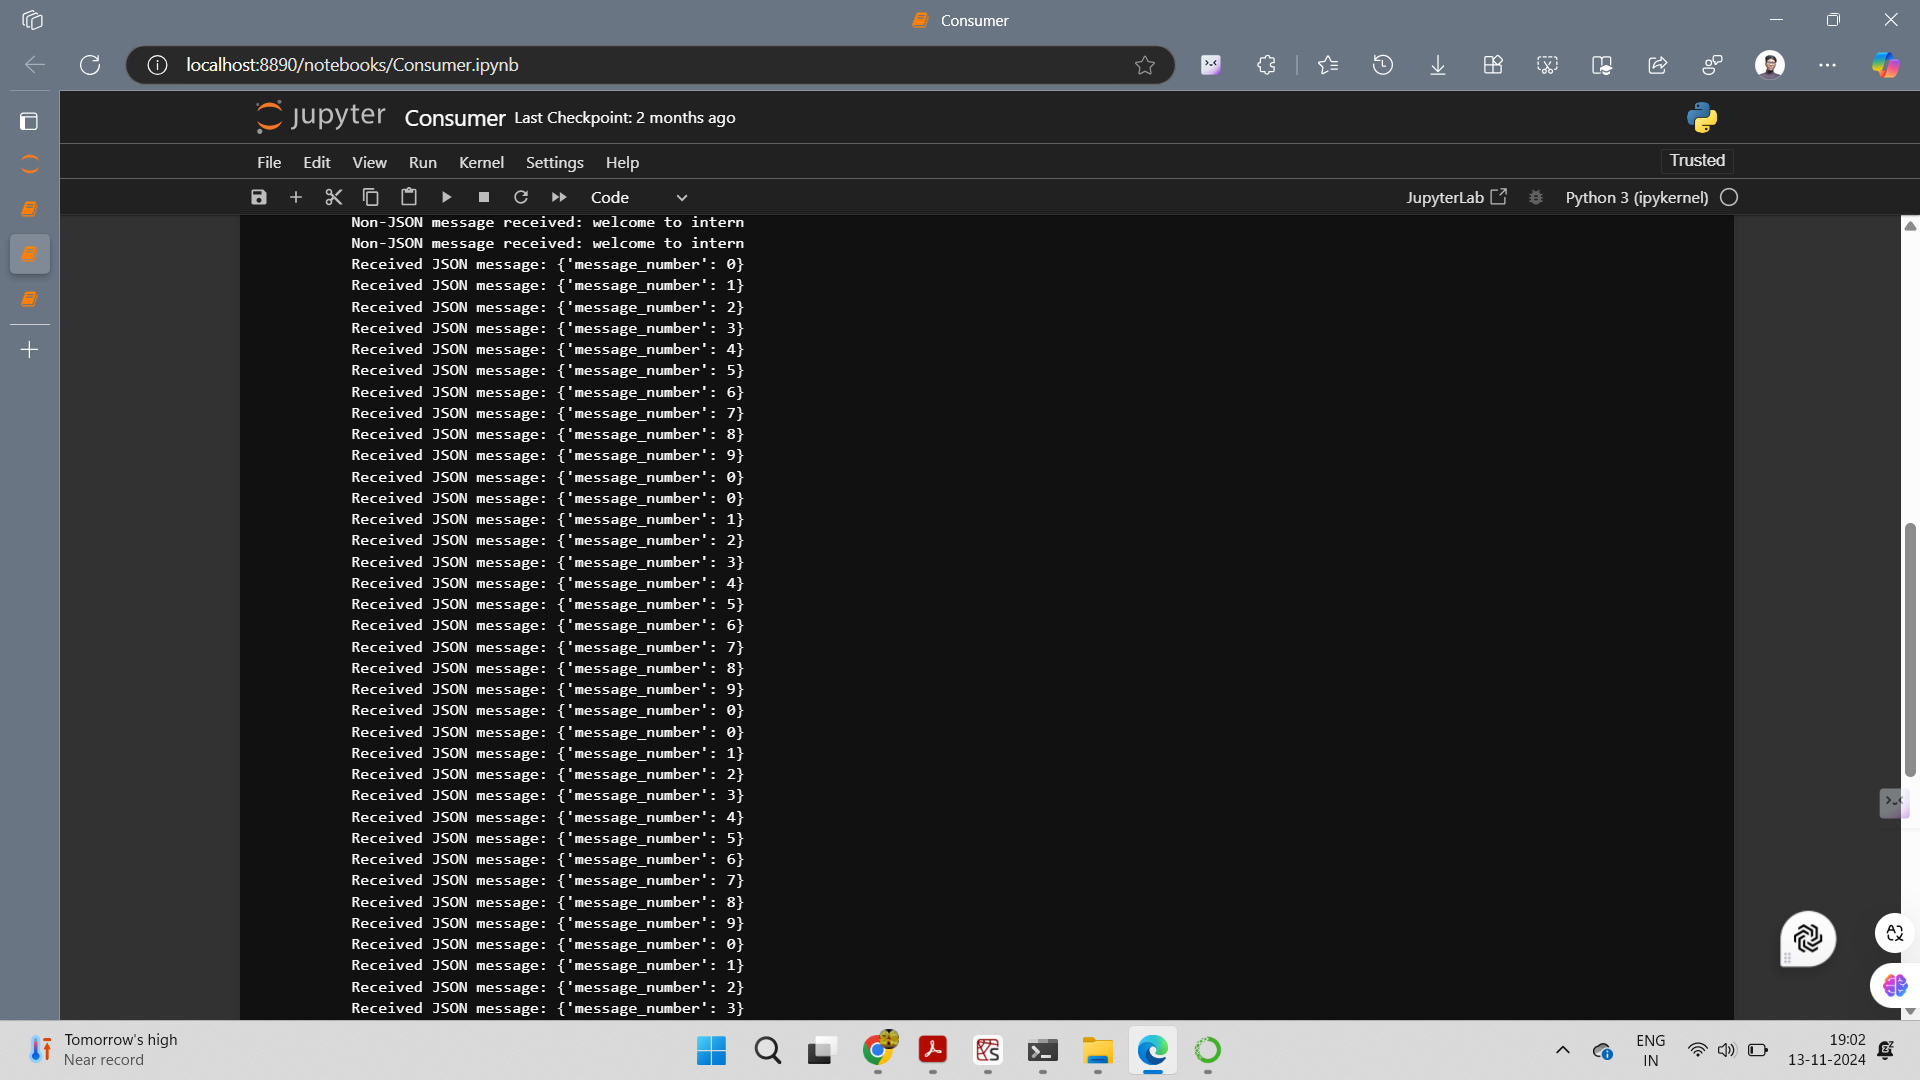 Consumer
localhost:8890/notebooks/Consumer.ipynb
jupyter Consumer Last Checkpoint: 2 months ago
File Edit View Run Kernel Settings Help
Trusted
Code
JupyterLab
Python 3 (ipykernel)
Non-JSON message received: welcome to intern
Non-JSON message received: welcome to intern
Received JSON message: {'message_number': 0}
Received JSON message: {'message_number': 1}
Received JSON message: {'message_number': 2}
Received JSON message: {'message_number': 3}
Received JSON message: {'message_number': 4}
Received JSON message: {'message_number': 5}
Received JSON message: {'message_number': 6}
Received JSON message: {'message_number': 7}
Received JSON message: {'message_number': 8}
Received JSON message: {'message_number': 9}
Received JSON message: {'message_number': 0}
Received JSON message: {'message_number': 0}
Received JSON message: {'message_number': 1}
Received JSON message: {'message_number': 2}
Received JSON message: {'message_number': 3}
Received JSON message: {'message_number': 4}
Received JSON message: {'message_number': 5}
Received JSON message: {'message_number': 6}
Received JSON message: {'message_number': 7}
Received JSON message: {'message_number': 8}
Received JSON message: {'message_number': 9}
Received JSON message: {'message_number': 0}
Received JSON message: {'message_number': 0}
Received JSON message: {'message_number': 1}
Received JSON message: {'message_number': 2}
Received JSON message: {'message_number': 3}
Received JSON message: {'message_number': 4}
Received JSON message: {'message_number': 5}
Received JSON message: {'message_number': 6}
Received JSON message: {'message_number': 7}
Received JSON message: {'message_number': 8}
Received JSON message: {'message_number': 9}
Received JSON message: {'message_number': 0}
Received JSON message: {'message_number': 1}
Received JSON message: {'message_number': 2}
Received JSON message: {'message_number': 3}
Tomorrow's high
Near record
ENG
IN
19:02
13-11-2024